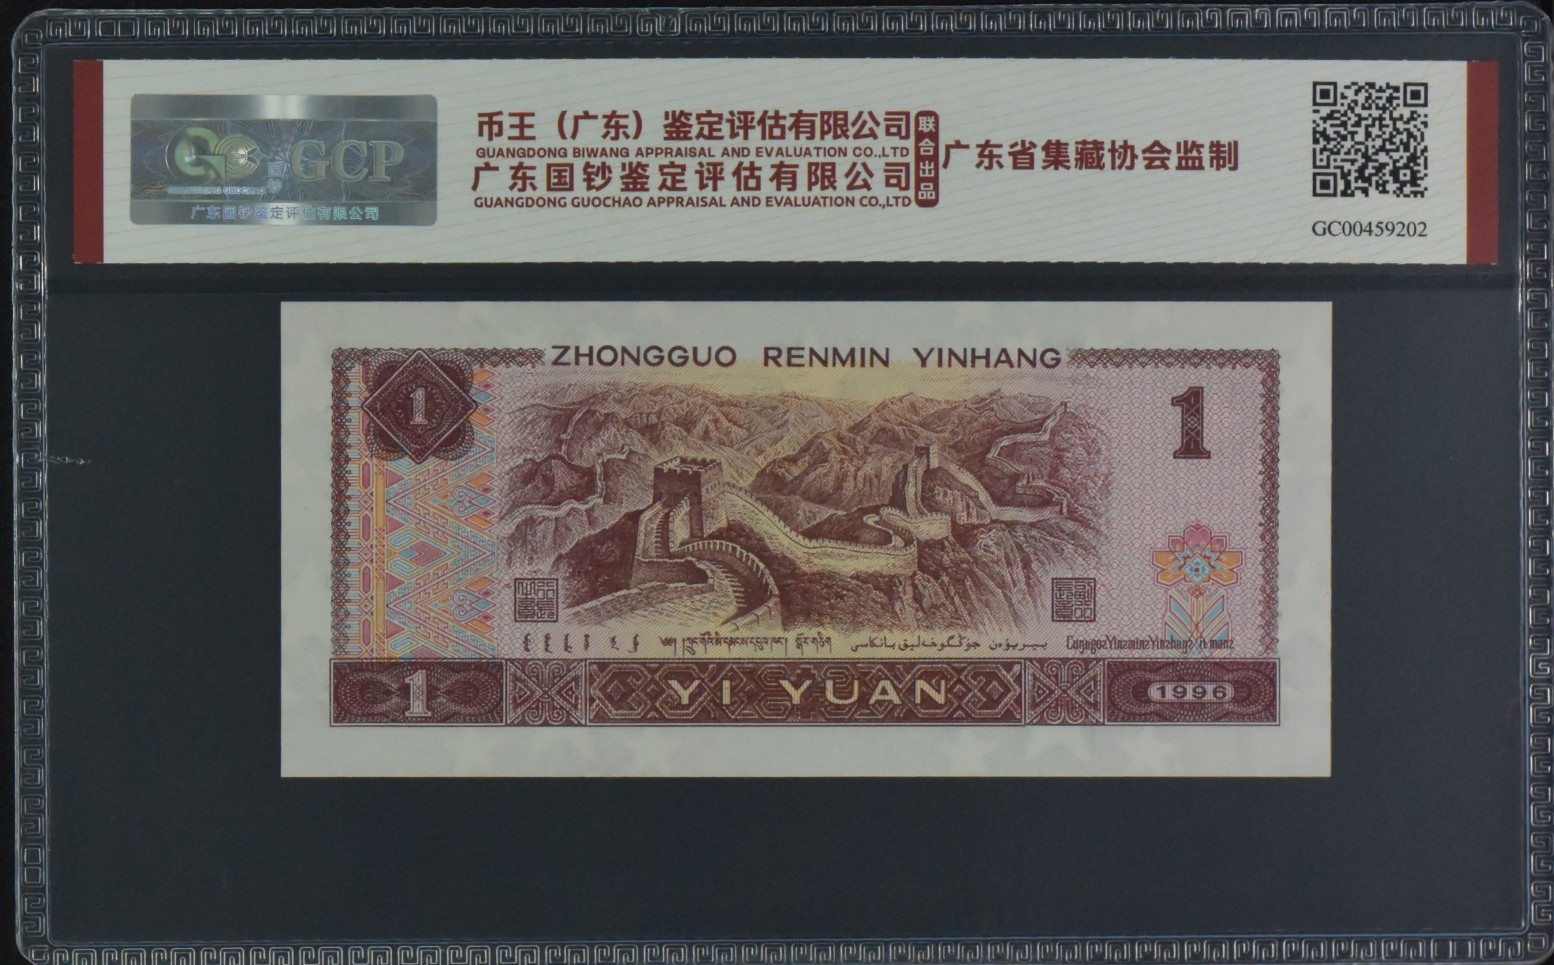 GCP
广东国钞鉴定评估有限公司
币王（广东）鉴定评估有限公司
GUANGDONG BIWANG APPRAISAL AND EVALUATION CO.,LTD
广东国钞鉴定评估有限公司
GUANGDONG GUOCHAO APPRAISAL AND EVALUATION CO.,LTD
联合出品
广东省集藏协会监制
GC00459202
ZHONGGUO RENMIN YINHANG
1
1
1
YI YUAN
1996